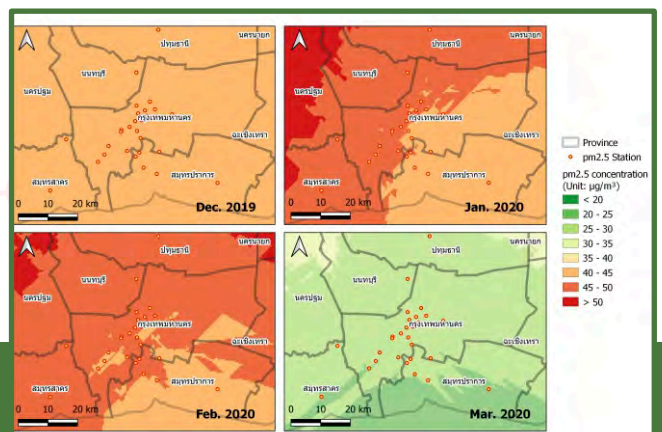 นครนายก
ปทุมธานี
นนทบุรี
นครปฐม
กรุงเทพมหานคร
ฉะเชิงเทรา
สมุทรปราการ
สมุทรสาคร
0 10 20 km
Dec. 2019
นครนายก
ปทุมธานี
นนทบุรี
นครปฐม
กรุงเทพมหานคร
ฉะเชิงเทรา
สมุทรปราการ
สมุทรสาคร
0 10 20 km
Jan. 2020
นครนายก
ปทุมธานี
นนทบุรี
นครปฐม
กรุงเทพมหานคร
ฉะเชิงเทรา
สมุทรปราการ
สมุทรสาคร
0 10 20 km
Feb. 2020
นครนายก
ปทุมธานี
นนทบุรี
นครปฐม
กรุงเทพมหานคร
ฉะเชิงเทรา
สมุทรปราการ
สมุทรสาคร
0 10 20 km
Mar. 2020
Province
pm2.5 Station
pm2.5 concentration
(Unit: µg/m³)
< 20
20 - 25
25 - 30
30 - 35
35 - 40
40 - 45
45 - 50
> 50